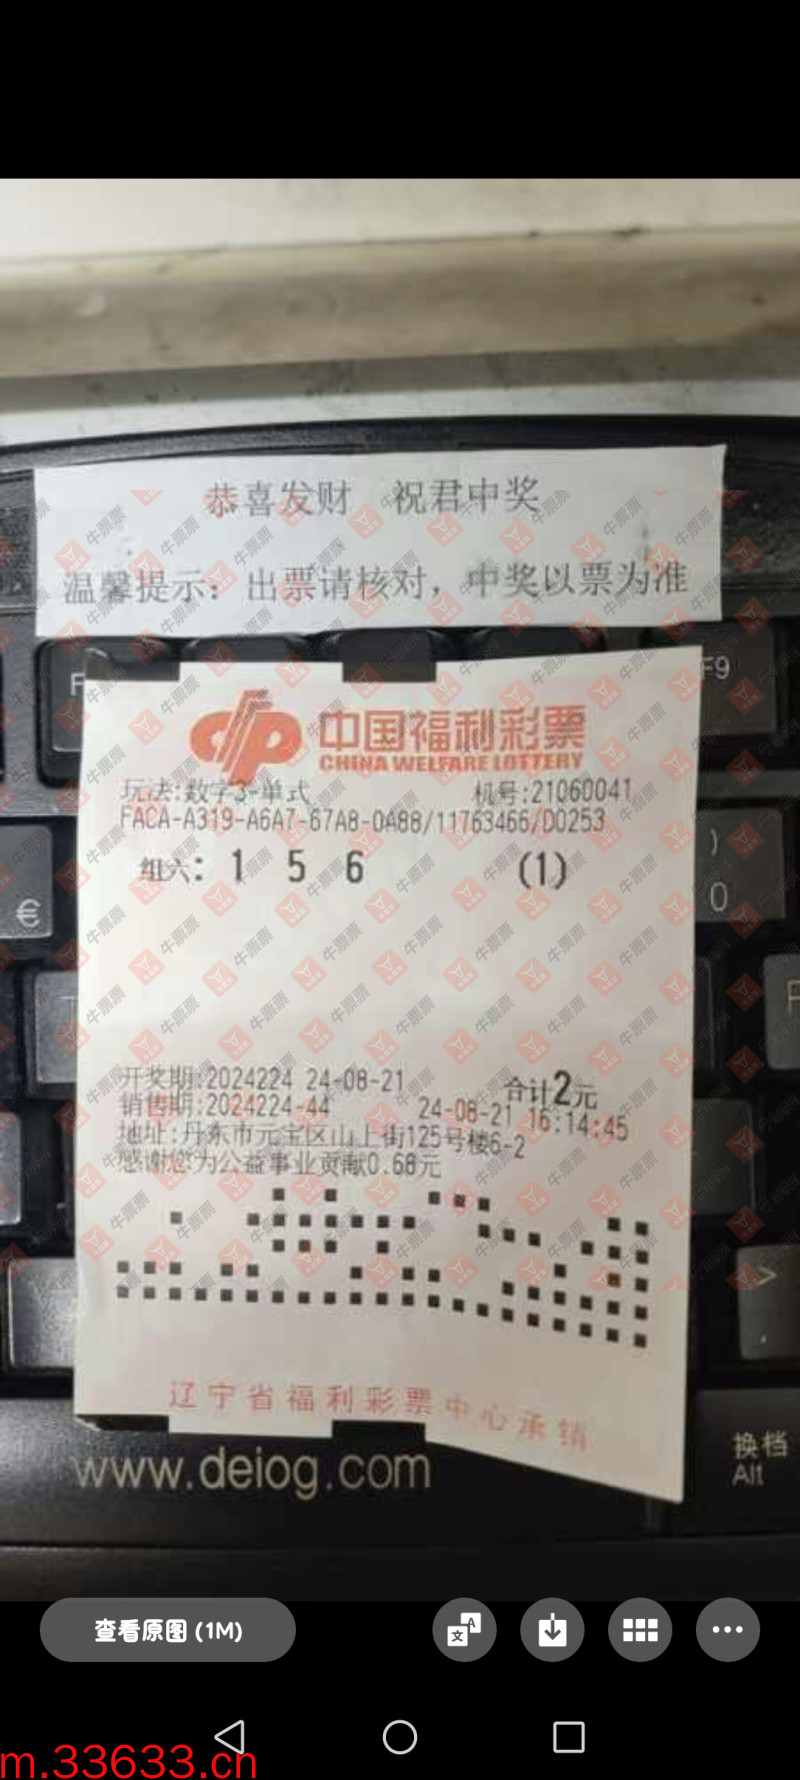 恭喜发财 祝君中奖
温馨提示：出票请核对，中奖以票为准
F9
中国福利彩票
CHINA WELFARE LOTTERY
玩法:数字3-单式 机号:21060041
FACA-A319-A6A7-67A8-0A88/11763466/D0253
组六: 1 5 6 (1)
)
0
€
开奖期:2024224 24-08-21 合计2元
销售期:2024224-44 24-08-21 16:14:45
地址:丹东市元宝区山上街125号楼6-2
感谢您为公益事业贡献0.68元
辽宁省福利彩票中心承销
www.deiog.com
换档
Alt
牛票票
查看原图 (1M)
m.33633.cn